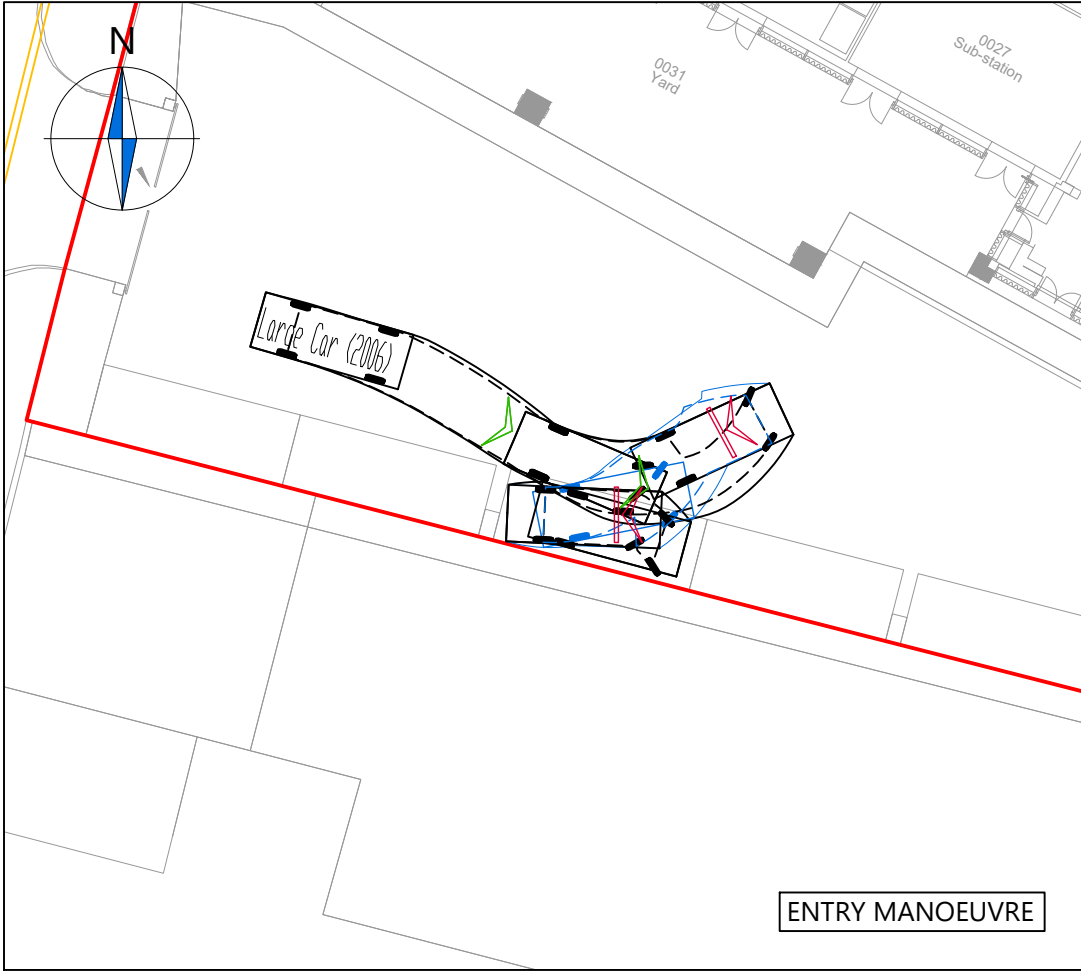 N
0031
Yard
0027
Sub-station
Large Car (2006)
ENTRY MANOEUVRE